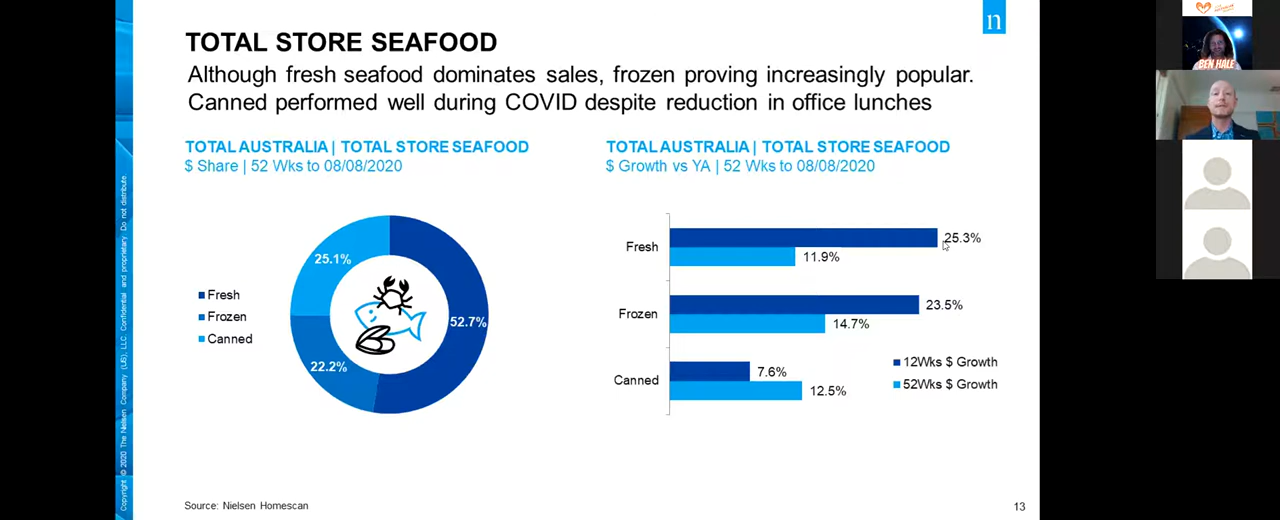 TOTAL STORE SEAFOOD
Although fresh seafood dominates sales, frozen proving increasingly popular.
Canned performed well during COVID despite reduction in office lunches
n
TOTAL AUSTRALIA | TOTAL STORE SEAFOOD
$ Share | 52 Wks to 08/08/2020
25.1%
52.7%
22.2%
Fresh
Frozen
Canned
TOTAL AUSTRALIA | TOTAL STORE SEAFOOD
$ Growth vs YA | 52 Wks to 08/08/2020
Fresh
25.3%
11.9%
Frozen
23.5%
14.7%
Canned
7.6%
12.5%
12Wks $ Growth
52Wks $ Growth
Source: Nielsen Homescan
13
Copyright © 2020 The Nielsen Company (US), LLC. Confidential and proprietary. Do not distribute.
BEN HALE